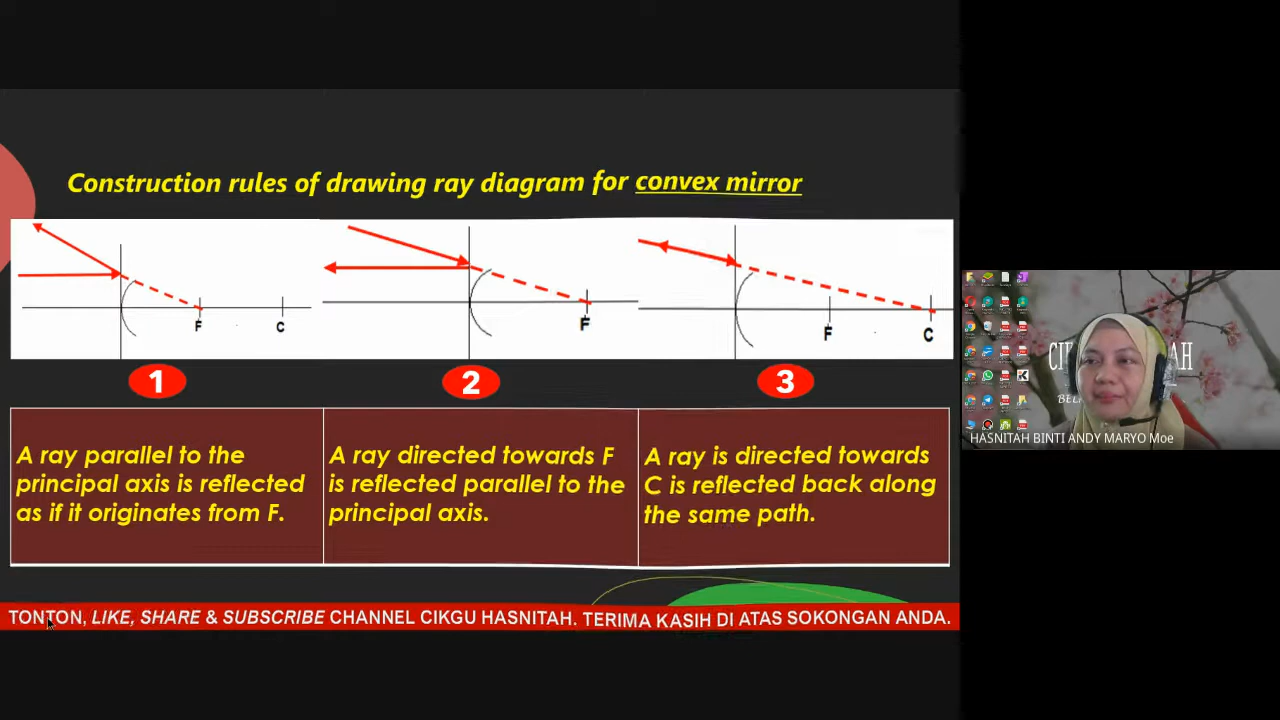 Construction rules of drawing ray diagram for convex mirror
F
C
F
F
C
1
2
3
A ray parallel to the
principal axis is reflected
as if it originates from F.
A ray directed towards F
is reflected parallel to the
principal axis.
A ray is directed towards
C is reflected back along
the same path.
TONTON, LIKE, SHARE & SUBSCRIBE CHANNEL CIKGU HASNITAH. TERIMA KASIH DI ATAS SOKONGAN ANDA.
HASNITAH BINTI ANDY MARYO Moe